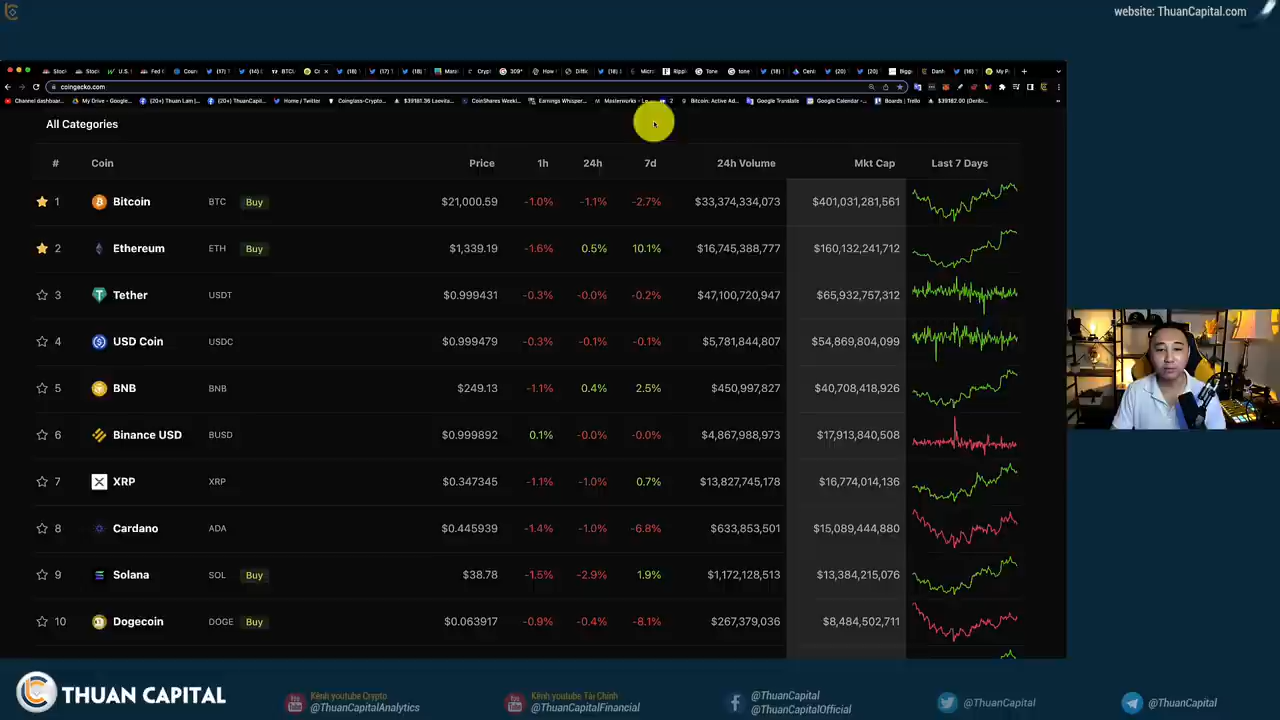 website: ThuanCapital.com
coingecko.com
All Categories
# Coin Price 1h 24h 7d 24h Volume Mkt Cap Last 7 Days
1 Bitcoin BTC Buy $21,000.59 -1.0% -1.1% -2.7% $33,374,334,073 $401,031,281,561
2 Ethereum ETH Buy $1,339.19 -1.6% 0.5% 10.1% $16,745,388,777 $160,132,241,712
3 Tether USDT $0.999431 -0.3% -0.0% -0.2% $47,100,720,947 $65,932,757,312
4 USD Coin USDC $0.999479 -0.3% -0.1% -0.1% $5,781,844,807 $54,869,804,099
5 BNB BNB $249.13 -1.1% 0.4% 2.5% $450,997,827 $40,708,418,926
6 Binance USD BUSD $0.999892 0.1% -0.0% -0.0% $4,867,988,973 $17,913,840,508
7 XRP XRP $0.347345 -1.1% -1.0% 0.7% $13,827,745,178 $16,774,014,136
8 Cardano ADA $0.445939 -1.4% -1.0% -6.8% $633,853,501 $15,089,444,880
9 Solana SOL Buy $38.78 -1.5% -2.9% 1.9% $1,172,128,513 $13,384,215,076
10 Dogecoin DOGE Buy $0.063917 -0.9% -0.4% -8.1% $267,379,036 $8,484,502,711
THUAN CAPITAL
Kênh youtube Crypto
@ThuanCapitalAnalytics
Kênh youtube Tài Chính
@ThuanCapitalFinancial
@ThuanCapital
@ThuanCapitalOfficial
@ThuanCapital
@ThuanCapital